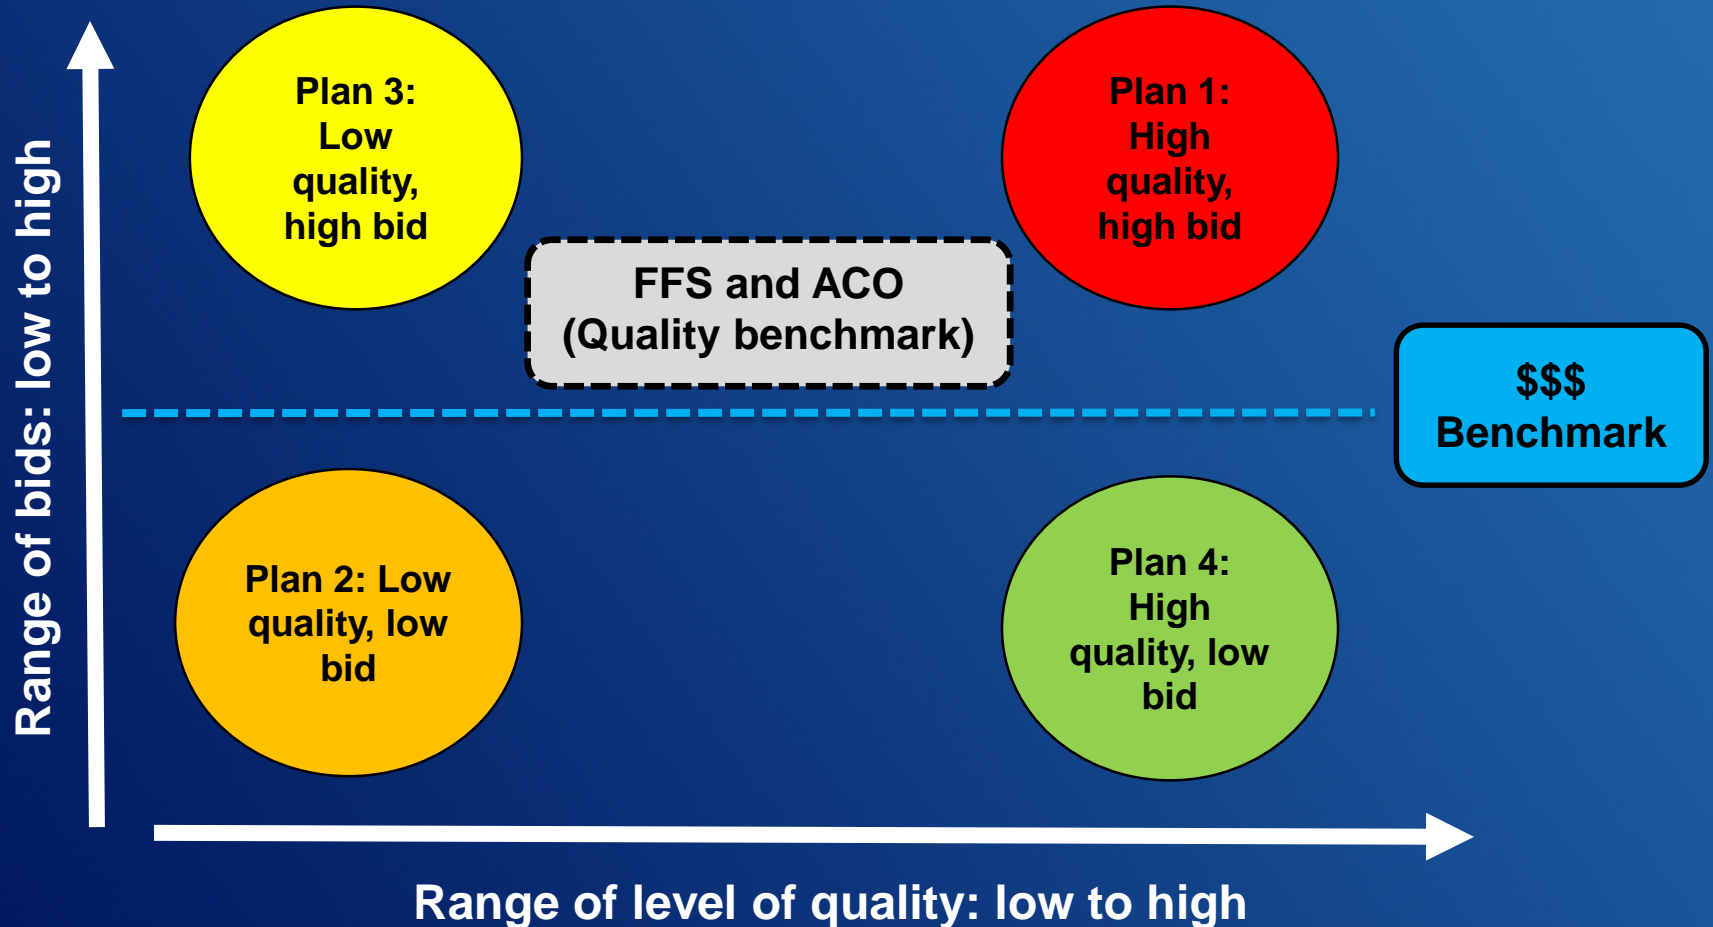 Range of bids: low to high
Plan 3:
Low
quality,
high bid
Plan 1:
High
quality,
high bid
FFS and ACO
(Quality benchmark)
$$$
Benchmark
Plan 2: Low
quality, low
bid
Plan 4:
High
quality, low
bid
Range of level of quality: low to high